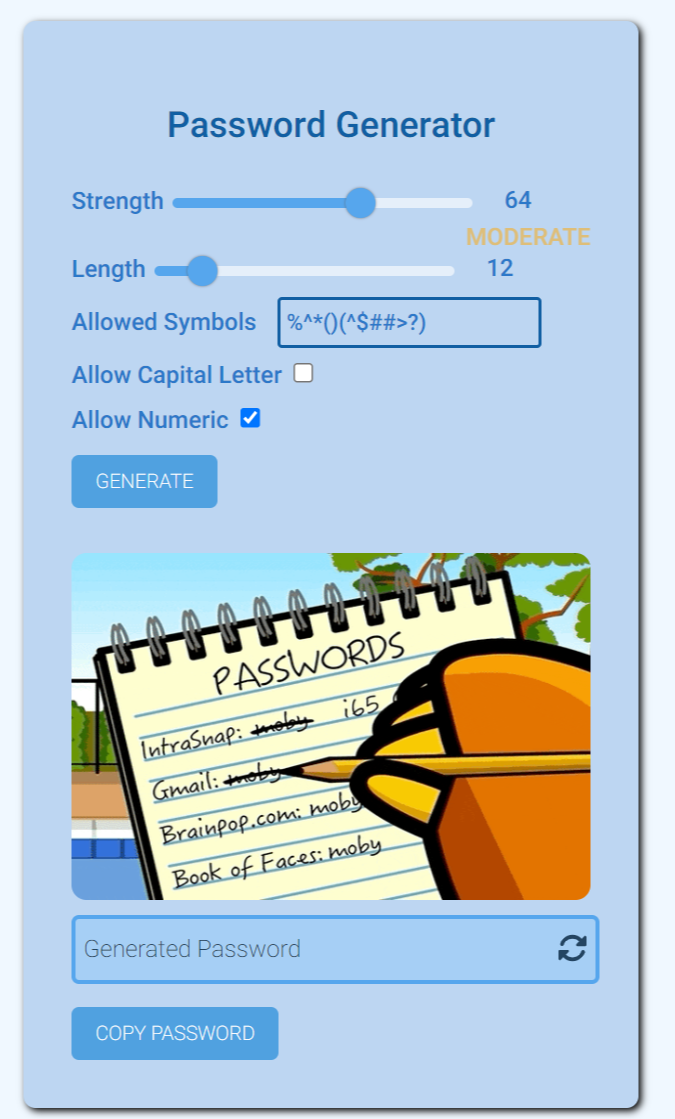 Password Generator
Strength 64
MODERATE
Length 12
Allowed Symbols %^*()(^$##>?)
Allow Capital Letter
Allow Numeric
GENERATE
PASSWORDS
IntraSnap: moby i65
Gmail: moby
Brainpop.com: moby
Book of Faces: moby
Generated Password
COPY PASSWORD